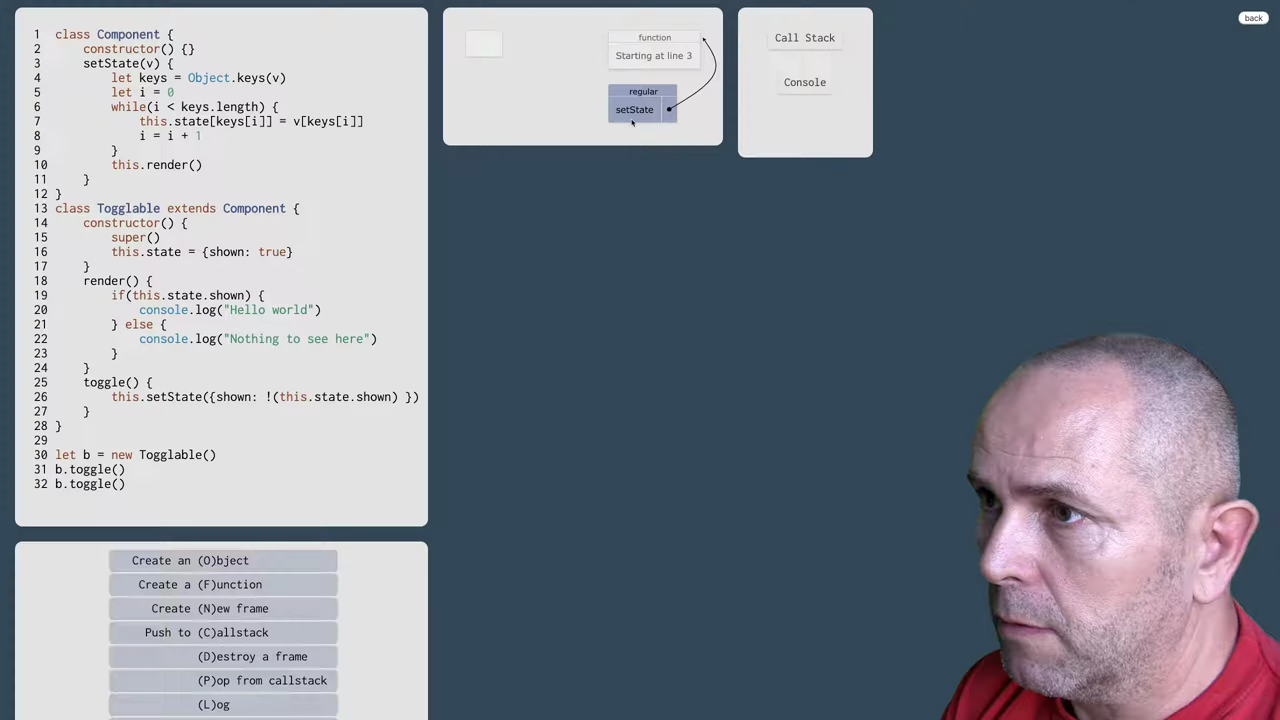 back
1 class Component {
2     constructor() {}
3     setState(v) {
4         let keys = Object.keys(v)
5         let i = 0
6         while(i < keys.length) {
7             this.state[keys[i]] = v[keys[i]]
8             i = i + 1
9         }
10         this.render()
11     }
12 }
13 class Togglable extends Component {
14     constructor() {
15         super()
16         this.state = {shown: true}
17     }
18     render() {
19         if(this.state.shown) {
20             console.log("Hello world")
21         } else {
22             console.log("Nothing to see here")
23         }
24     }
25     toggle() {
26         this.setState({shown: !(this.state.shown) })
27     }
28 }
29
30 let b = new Togglable()
31 b.toggle()
32 b.toggle()
function
Starting at line 3
regular
setState
Call Stack
Console
Create an (O)bject
Create a (F)unction
Create (N)ew frame
Push to (C)allstack
(D)estroy a frame
(P)op from callstack
(L)og